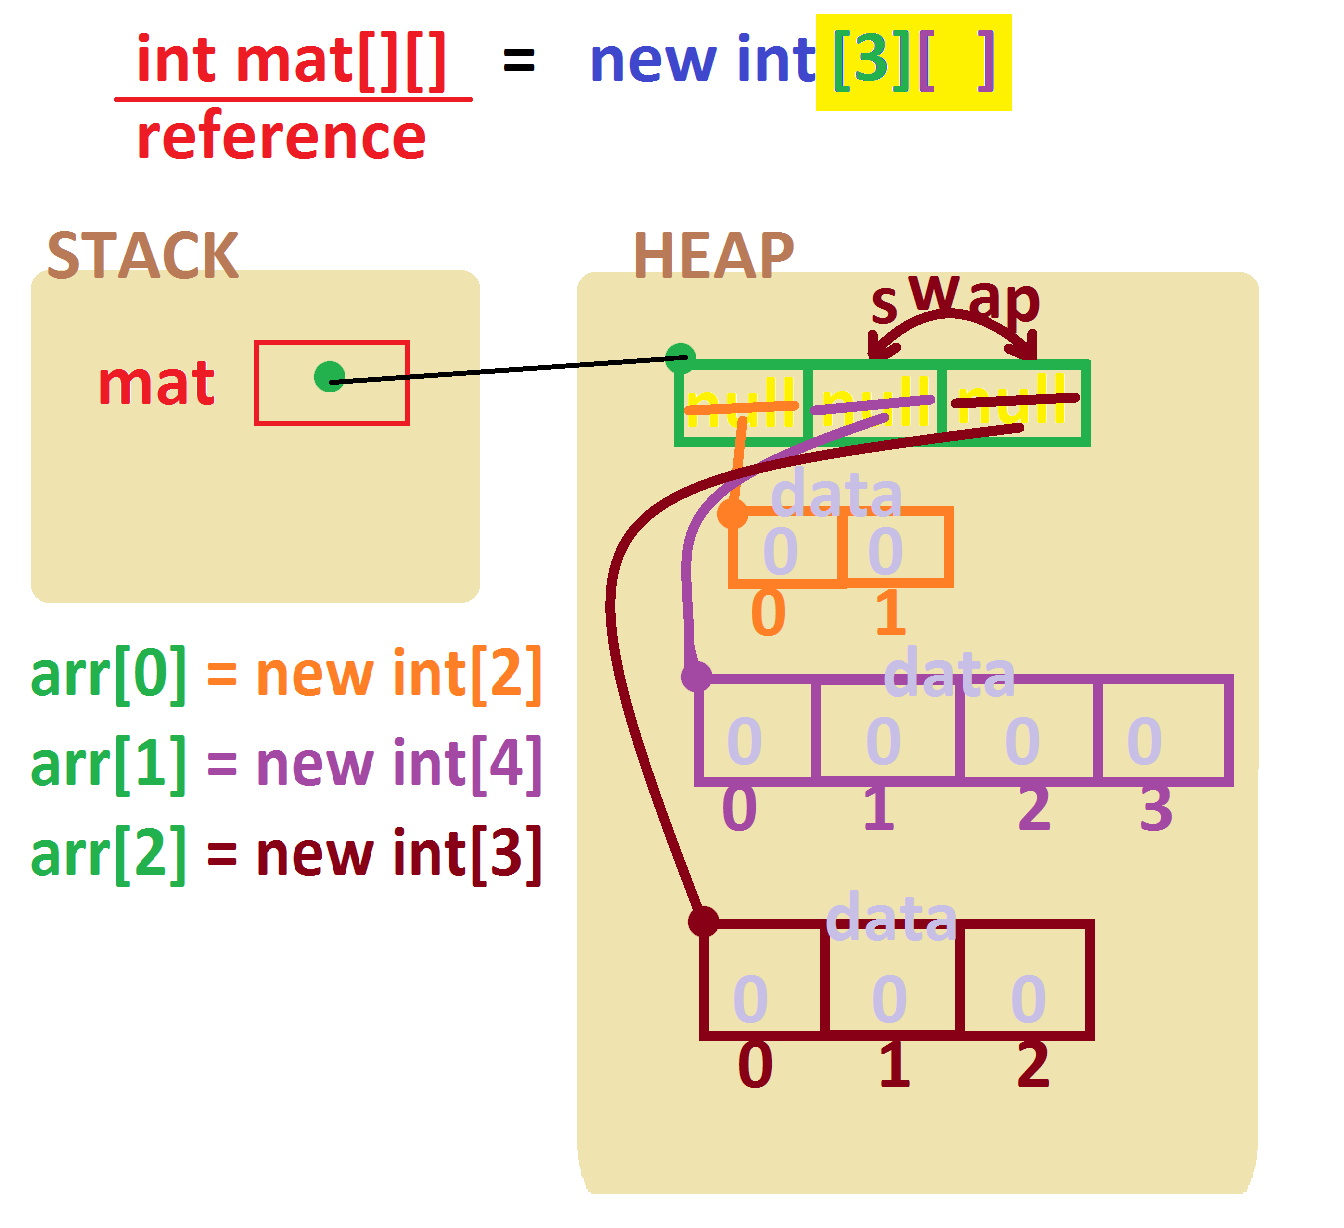 int mat[][] = new int[3][ ]
reference
STACK
HEAP
swap
mat
null null null
data
0 0
0 1
arr[0] = new int[2]
data
0 0 0 0
0 1 2 3
arr[1] = new int[4]
arr[2] = new int[3]
data
0 0 0
0 1 2